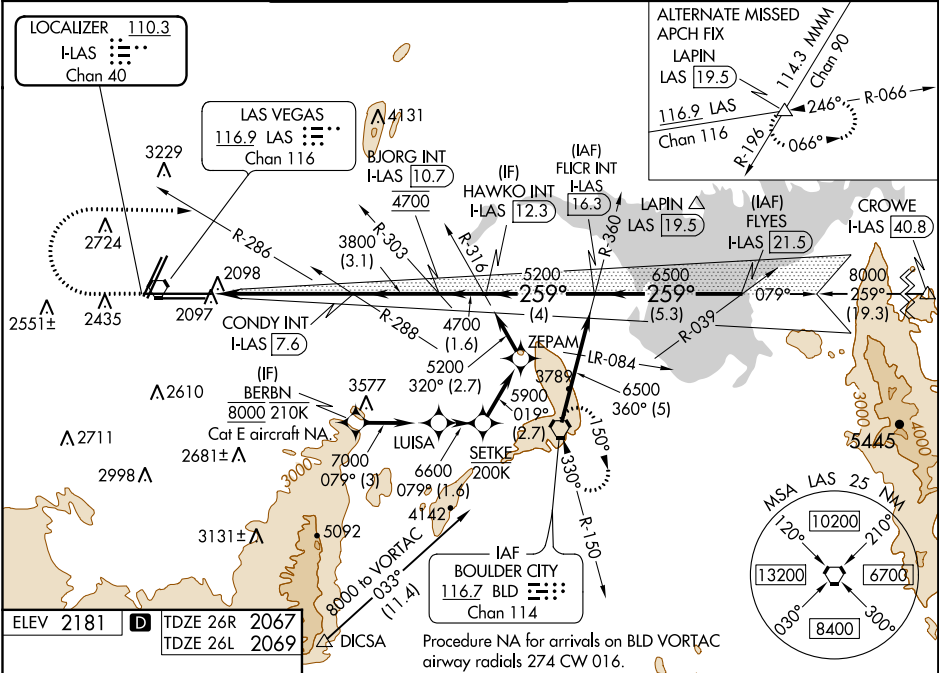 LOCALIZER 110.3
I-LAS
Chan 40
LAS VEGAS
116.9 LAS
Chan 116
ALTERNATE MISSED
APCH FIX
LAPIN
LAS 19.5
114.3 MMM
Chan 90
116.9 LAS
Chan 116
246° R-066
066°
R-196
4131
3229
BJORG INT
I-LAS 10.7
4700
(IF)
HAWKO INT
I-LAS 12.3
(IAF)
FLICR INT
I-LAS
16.3
LAPIN
LAS 19.5
(IAF)
FLYES
I-LAS 21.5
CROWE
I-LAS 40.8
2724
R-286
R-303
R-316
R-360
3800
(3.1)
5200
259°
(4)
6500
259°
(5.3)
079°
8000
259°
(19.3)
2098
2551±
2435
2097
CONDY INT
I-LAS 7.6
R-288
4700
(1.6)
R-039
ZEPAM
LR-084
5200
320° (2.7)
3789
6500
360° (5)
(IF)
BERBN
8000 210K
Cat E aircraft NA
3577
5900
019°
(2.7)
2610
2711
2681±
2998
LUISA
SETKE
200K
7000
079° (3)
6600
079° (1.6)
150°
330°
R-150
3000
4000
5445
3000
4142
3131±
5092
3000
8000 to VORTAC
033°
(11.4)
IAF
BOULDER CITY
116.7 BLD
Chan 114
MSA LAS 25 NM
120°
10200
210°
13200
6700
030°
8400
300°
ELEV 2181 D TDZE 26R 2067
TDZE 26L 2069
DICSA
Procedure NA for arrivals on BLD VORTAC
airway radials 274 CW 016.